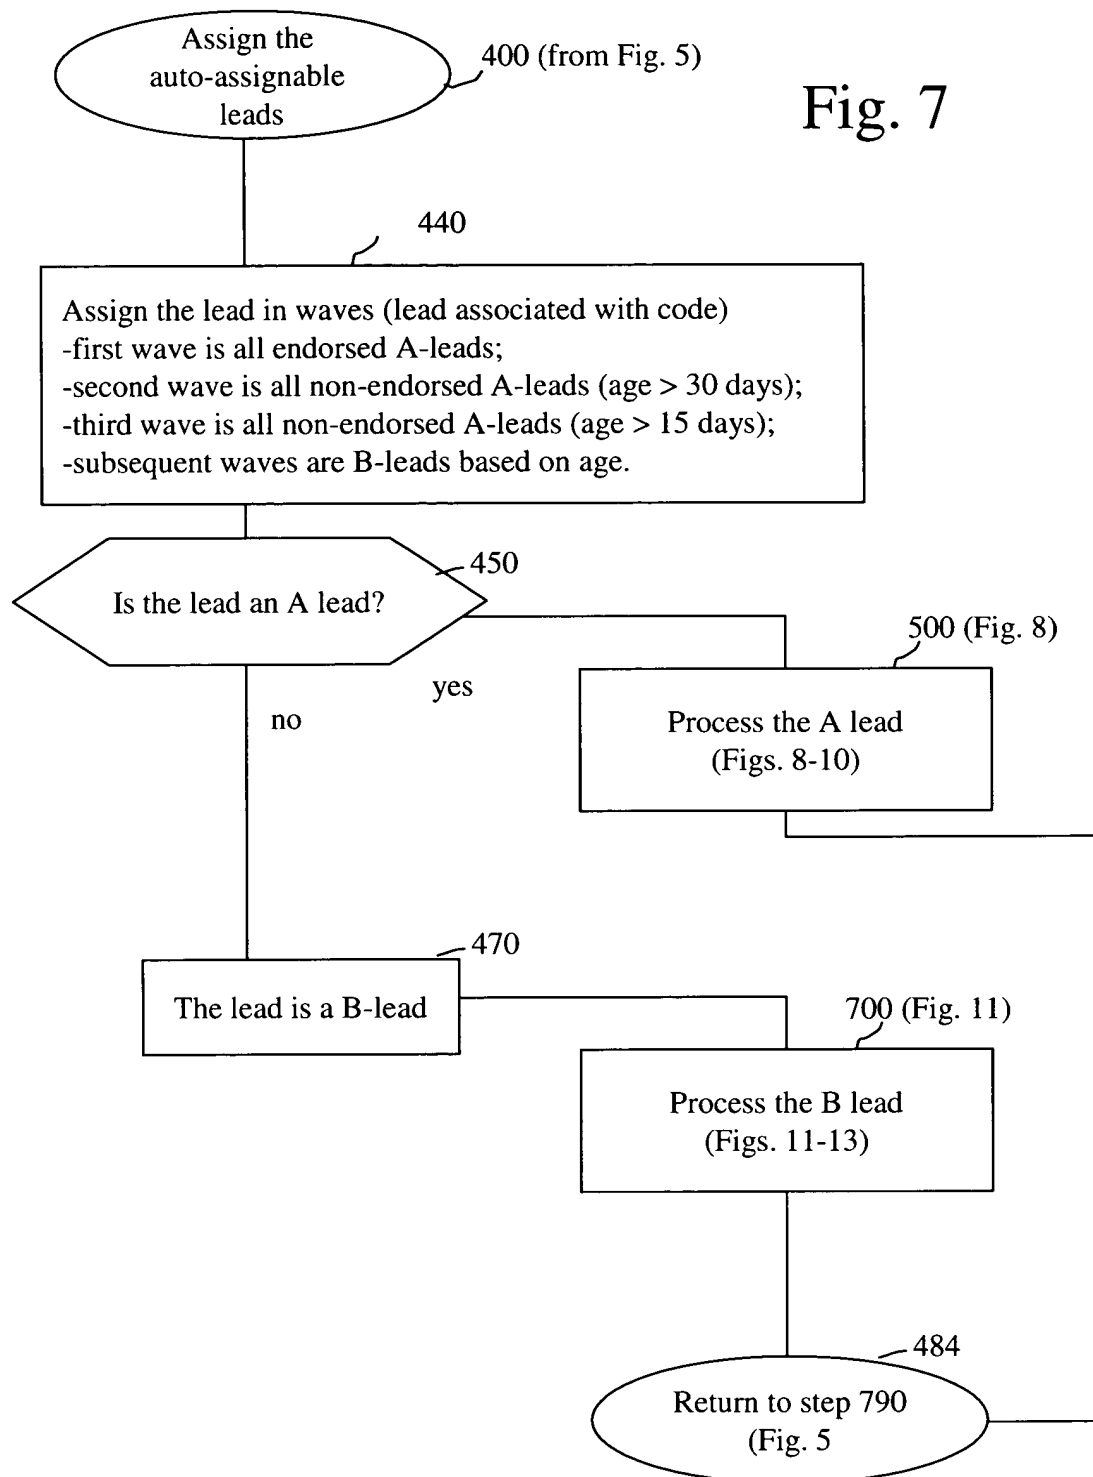 Assign the
auto-assignable
leads
400 (from Fig. 5)
Fig. 7
440
Assign the lead in waves (lead associated with code)
-first wave is all endorsed A-leads;
-second wave is all non-endorsed A-leads (age > 30 days);
-third wave is all non-endorsed A-leads (age > 15 days);
-subsequent waves are B-leads based on age.
450
Is the lead an A lead?
yes
no
500 (Fig. 8)
Process the A lead
(Figs. 8-10)
470
The lead is a B-lead
700 (Fig. 11)
Process the B lead
(Figs. 11-13)
484
Return to step 790
(Fig. 5